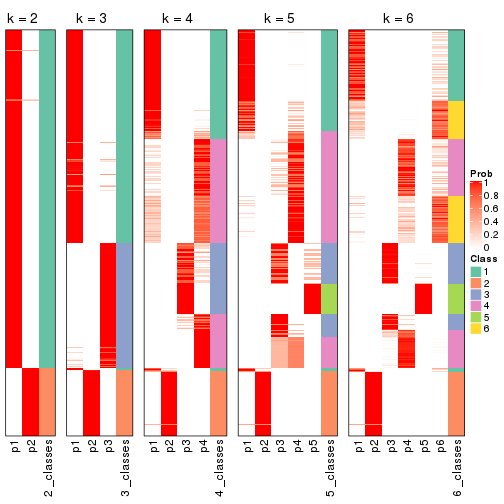 k = 2
k = 3
k = 4
k = 5
k = 6
Prob
1
0.8
0.6
0.4
0.2
0
Class
1
2
3
4
5
6
p1
p2
2_classes
p1
p2
p3
3_classes
p1
p2
p3
p4
4_classes
p1
p2
p3
p4
p5
5_classes
p1
p2
p3
p4
p5
p6
6_classes